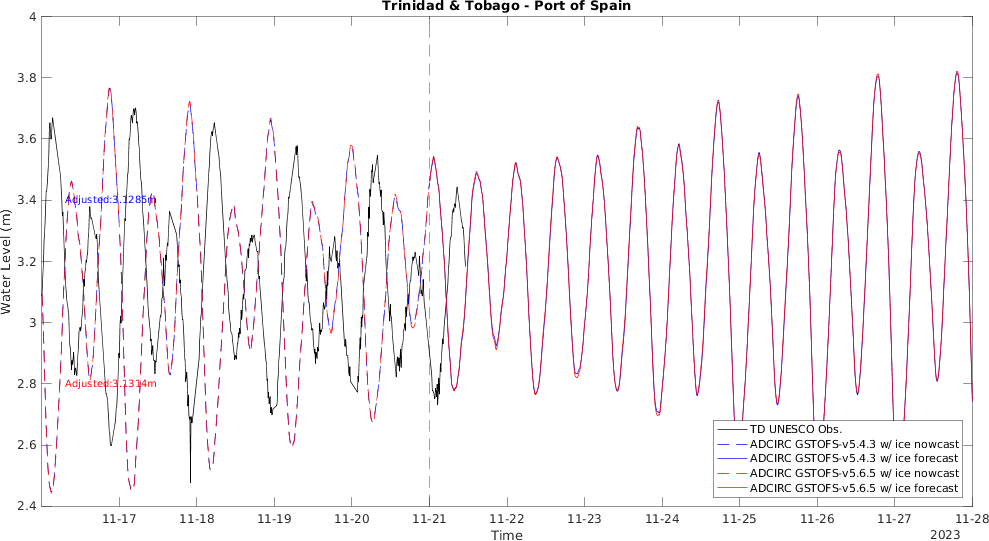 Trinidad & Tobago - Port of Spain
4
3.8
3.6
3.4
3.2
3
2.8
2.6
2.4
Water Level (m)
Adjusted:3.1285m
Adjusted:3.1314m
TD UNESCO Obs.
ADCIRC GSTOFS-v5.4.3 w/ ice nowcast
ADCIRC GSTOFS-v5.4.3 w/ ice forecast
ADCIRC GSTOFS-v5.6.5 w/ ice nowcast
ADCIRC GSTOFS-v5.6.5 w/ ice forecast
11-17 11-18 11-19 11-20 11-21 11-22 11-23 11-24 11-25 11-26 11-27 11-28
Time
2023